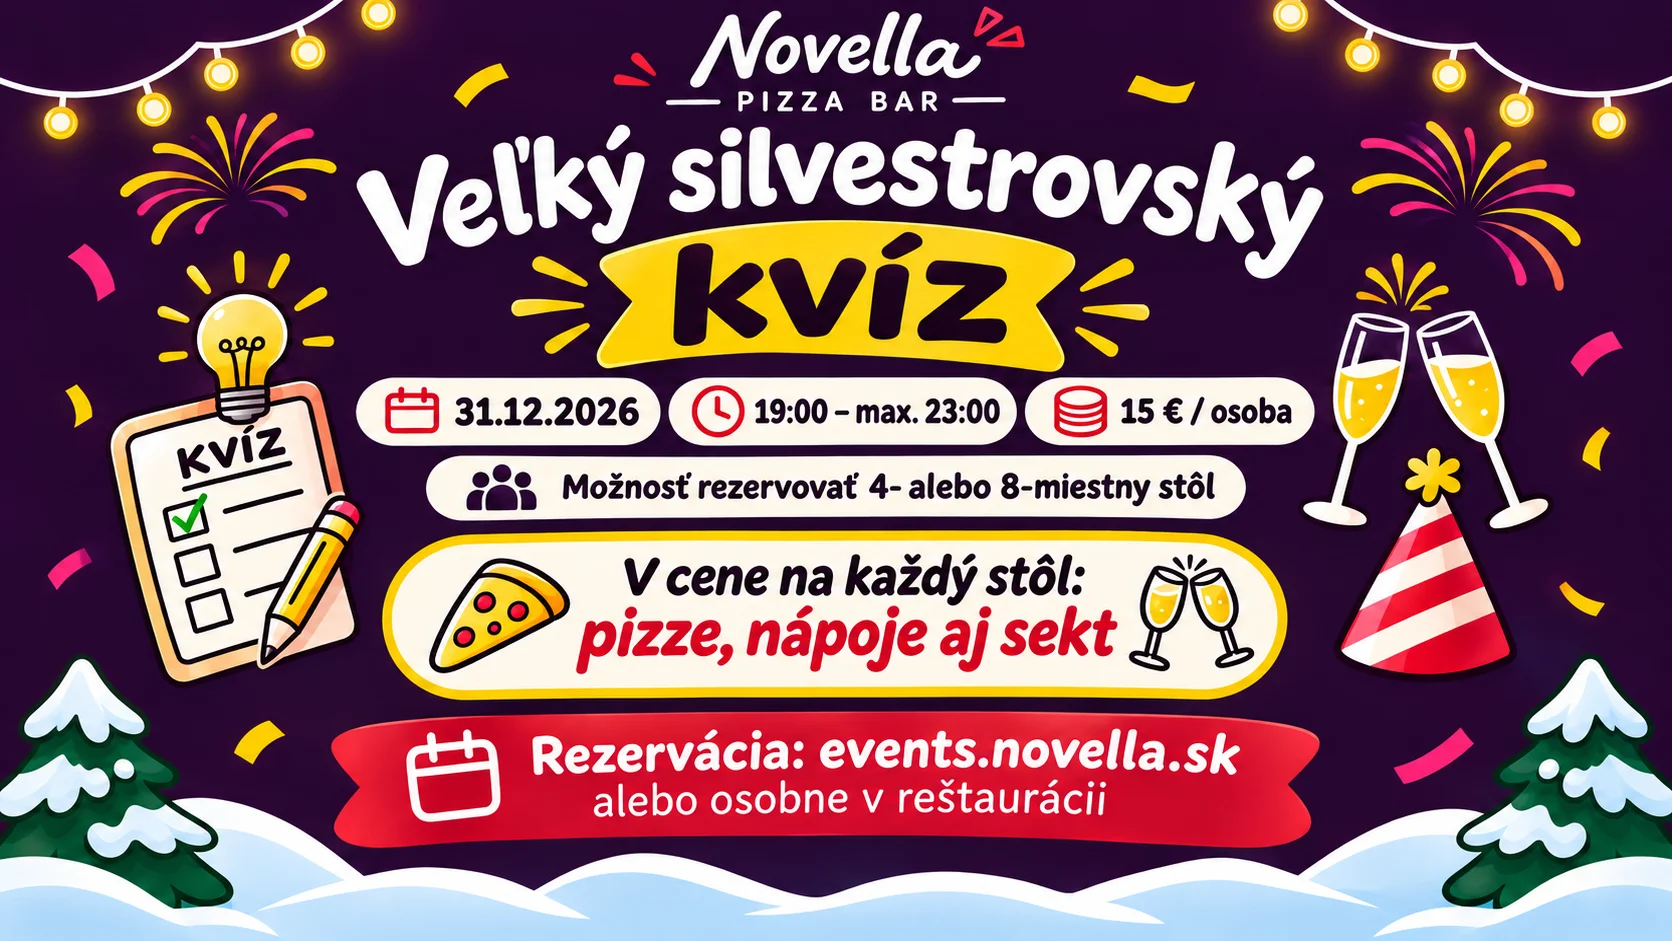 Novella
PIZZA BAR
Veľký silvestrovský
kvíz
31.12.2026
19:00 – max. 23:00
15 € / osoba
KVÍZ
Možnosť rezervovať 4- alebo 8-miestny stôl
V cene na každý stôl:
pizze, nápoje aj sekt
Rezervácia: events.novella.sk
alebo osobne v reštaurácii